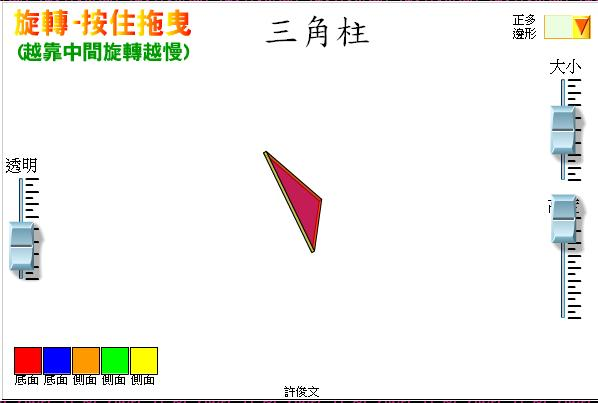 旋轉-按住拖曳
(越靠中間旋轉越慢)
三角柱
正多
邊形
大小
透明
底面 底面 側面 側面 側面
許俊文